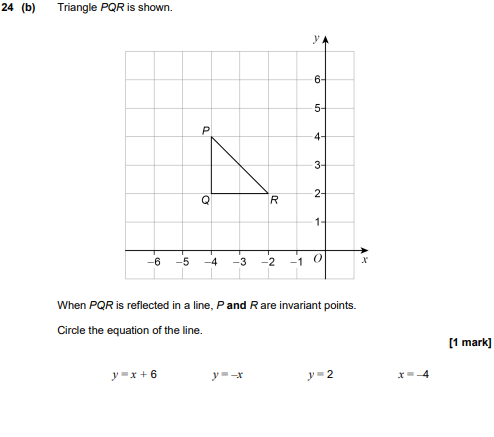 24 (b) Triangle PQR is shown.
y
6
5
P
4
3
Q R
2
1
–6 –5 –4 –3 –2 –1 O x
When PQR is reflected in a line, P and R are invariant points.
Circle the equation of the line.
[1 mark]
y = x + 6 y = –x y = 2 x = –4